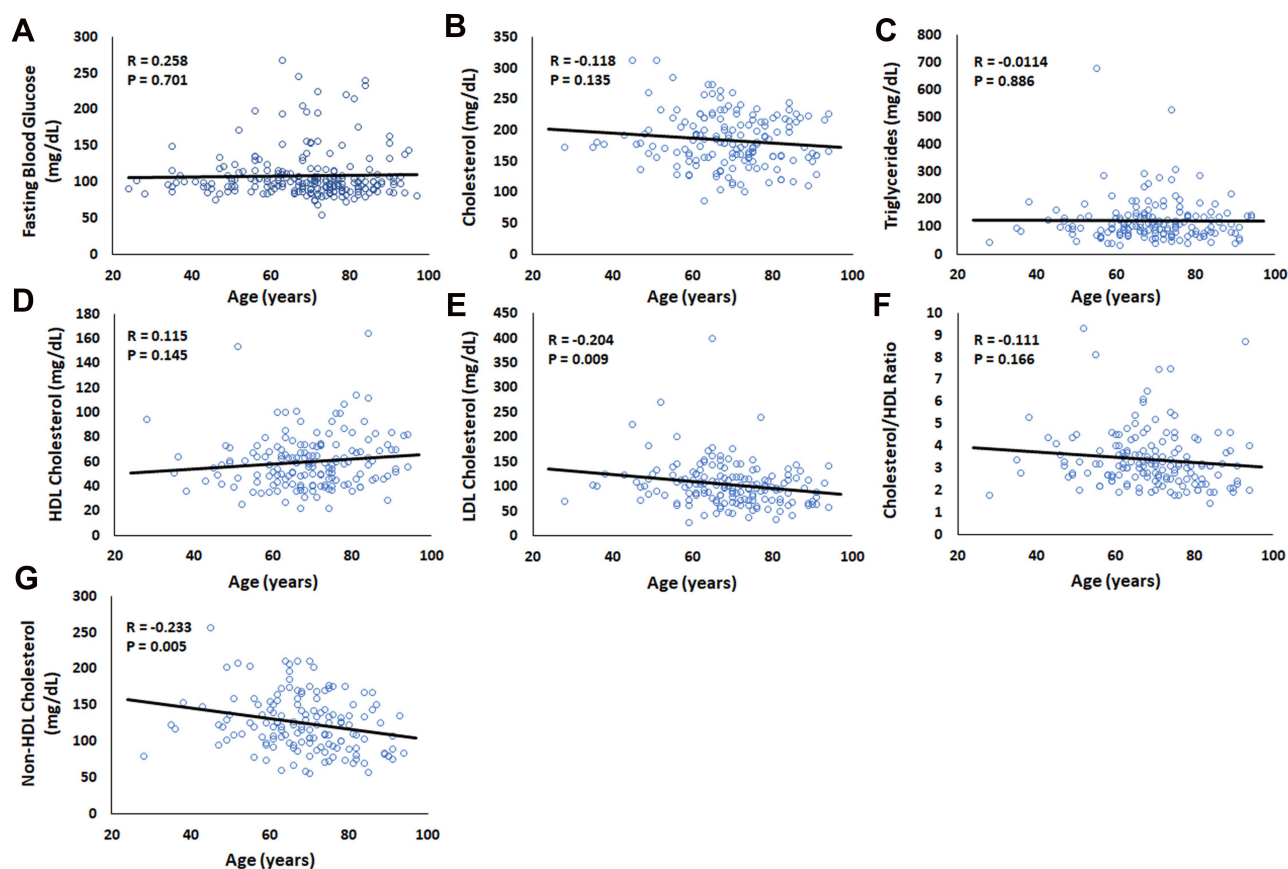 A
Fasting Blood Glucose
(mg/dL)
300
250
200
150
100
50
0
R = 0.258
P = 0.701
20
40
60
80
100
Age (years)
B
Cholesterol (mg/dL)
350
300
250
200
150
100
50
0
R = -0.118
P = 0.135
20
40
60
80
100
Age (years)
C
Triglycerides (mg/dL)
800
700
600
500
400
300
200
100
0
R = -0.0114
P = 0.886
20
40
60
80
100
Age (years)
D
HDL Cholesterol (mg/dL)
180
160
140
120
100
80
60
40
20
0
R = 0.115
P = 0.145
20
40
60
80
100
Age (years)
E
LDL Cholesterol (mg/dL)
450
400
350
300
250
200
150
100
50
0
R = -0.204
P = 0.009
20
40
60
80
100
Age (years)
F
Cholesterol/HDL Ratio
10
9
8
7
6
5
4
3
2
1
0
R = -0.111
P = 0.166
20
40
60
80
100
Age (years)
G
Non-HDL Cholesterol
(mg/dL)
300
250
200
150
100
50
0
R = -0.233
P = 0.005
20
40
60
80
100
Age (years)